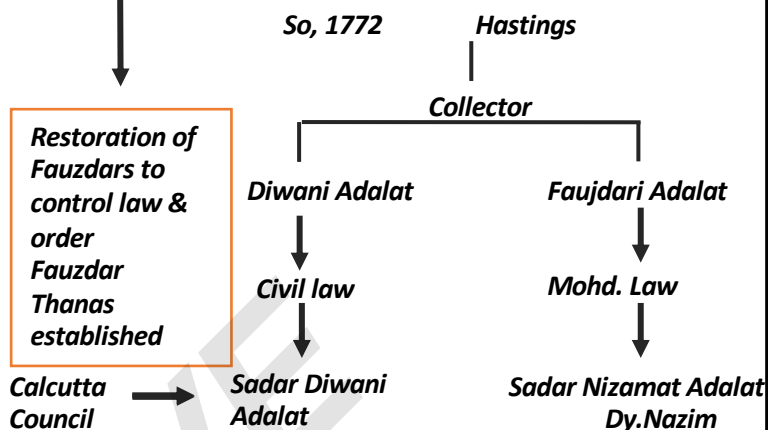 So, 1772 Hastings
Collector
Restoration of
Fauzdars to
control law &
order
Fauzdar
Thanas
established
Diwani Adalat Faujdari Adalat
Civil law Mohd. Law
Calcutta
Council
Sadar Diwani
Adalat
Sadar Nizamat Adalat
Dy.Nazim